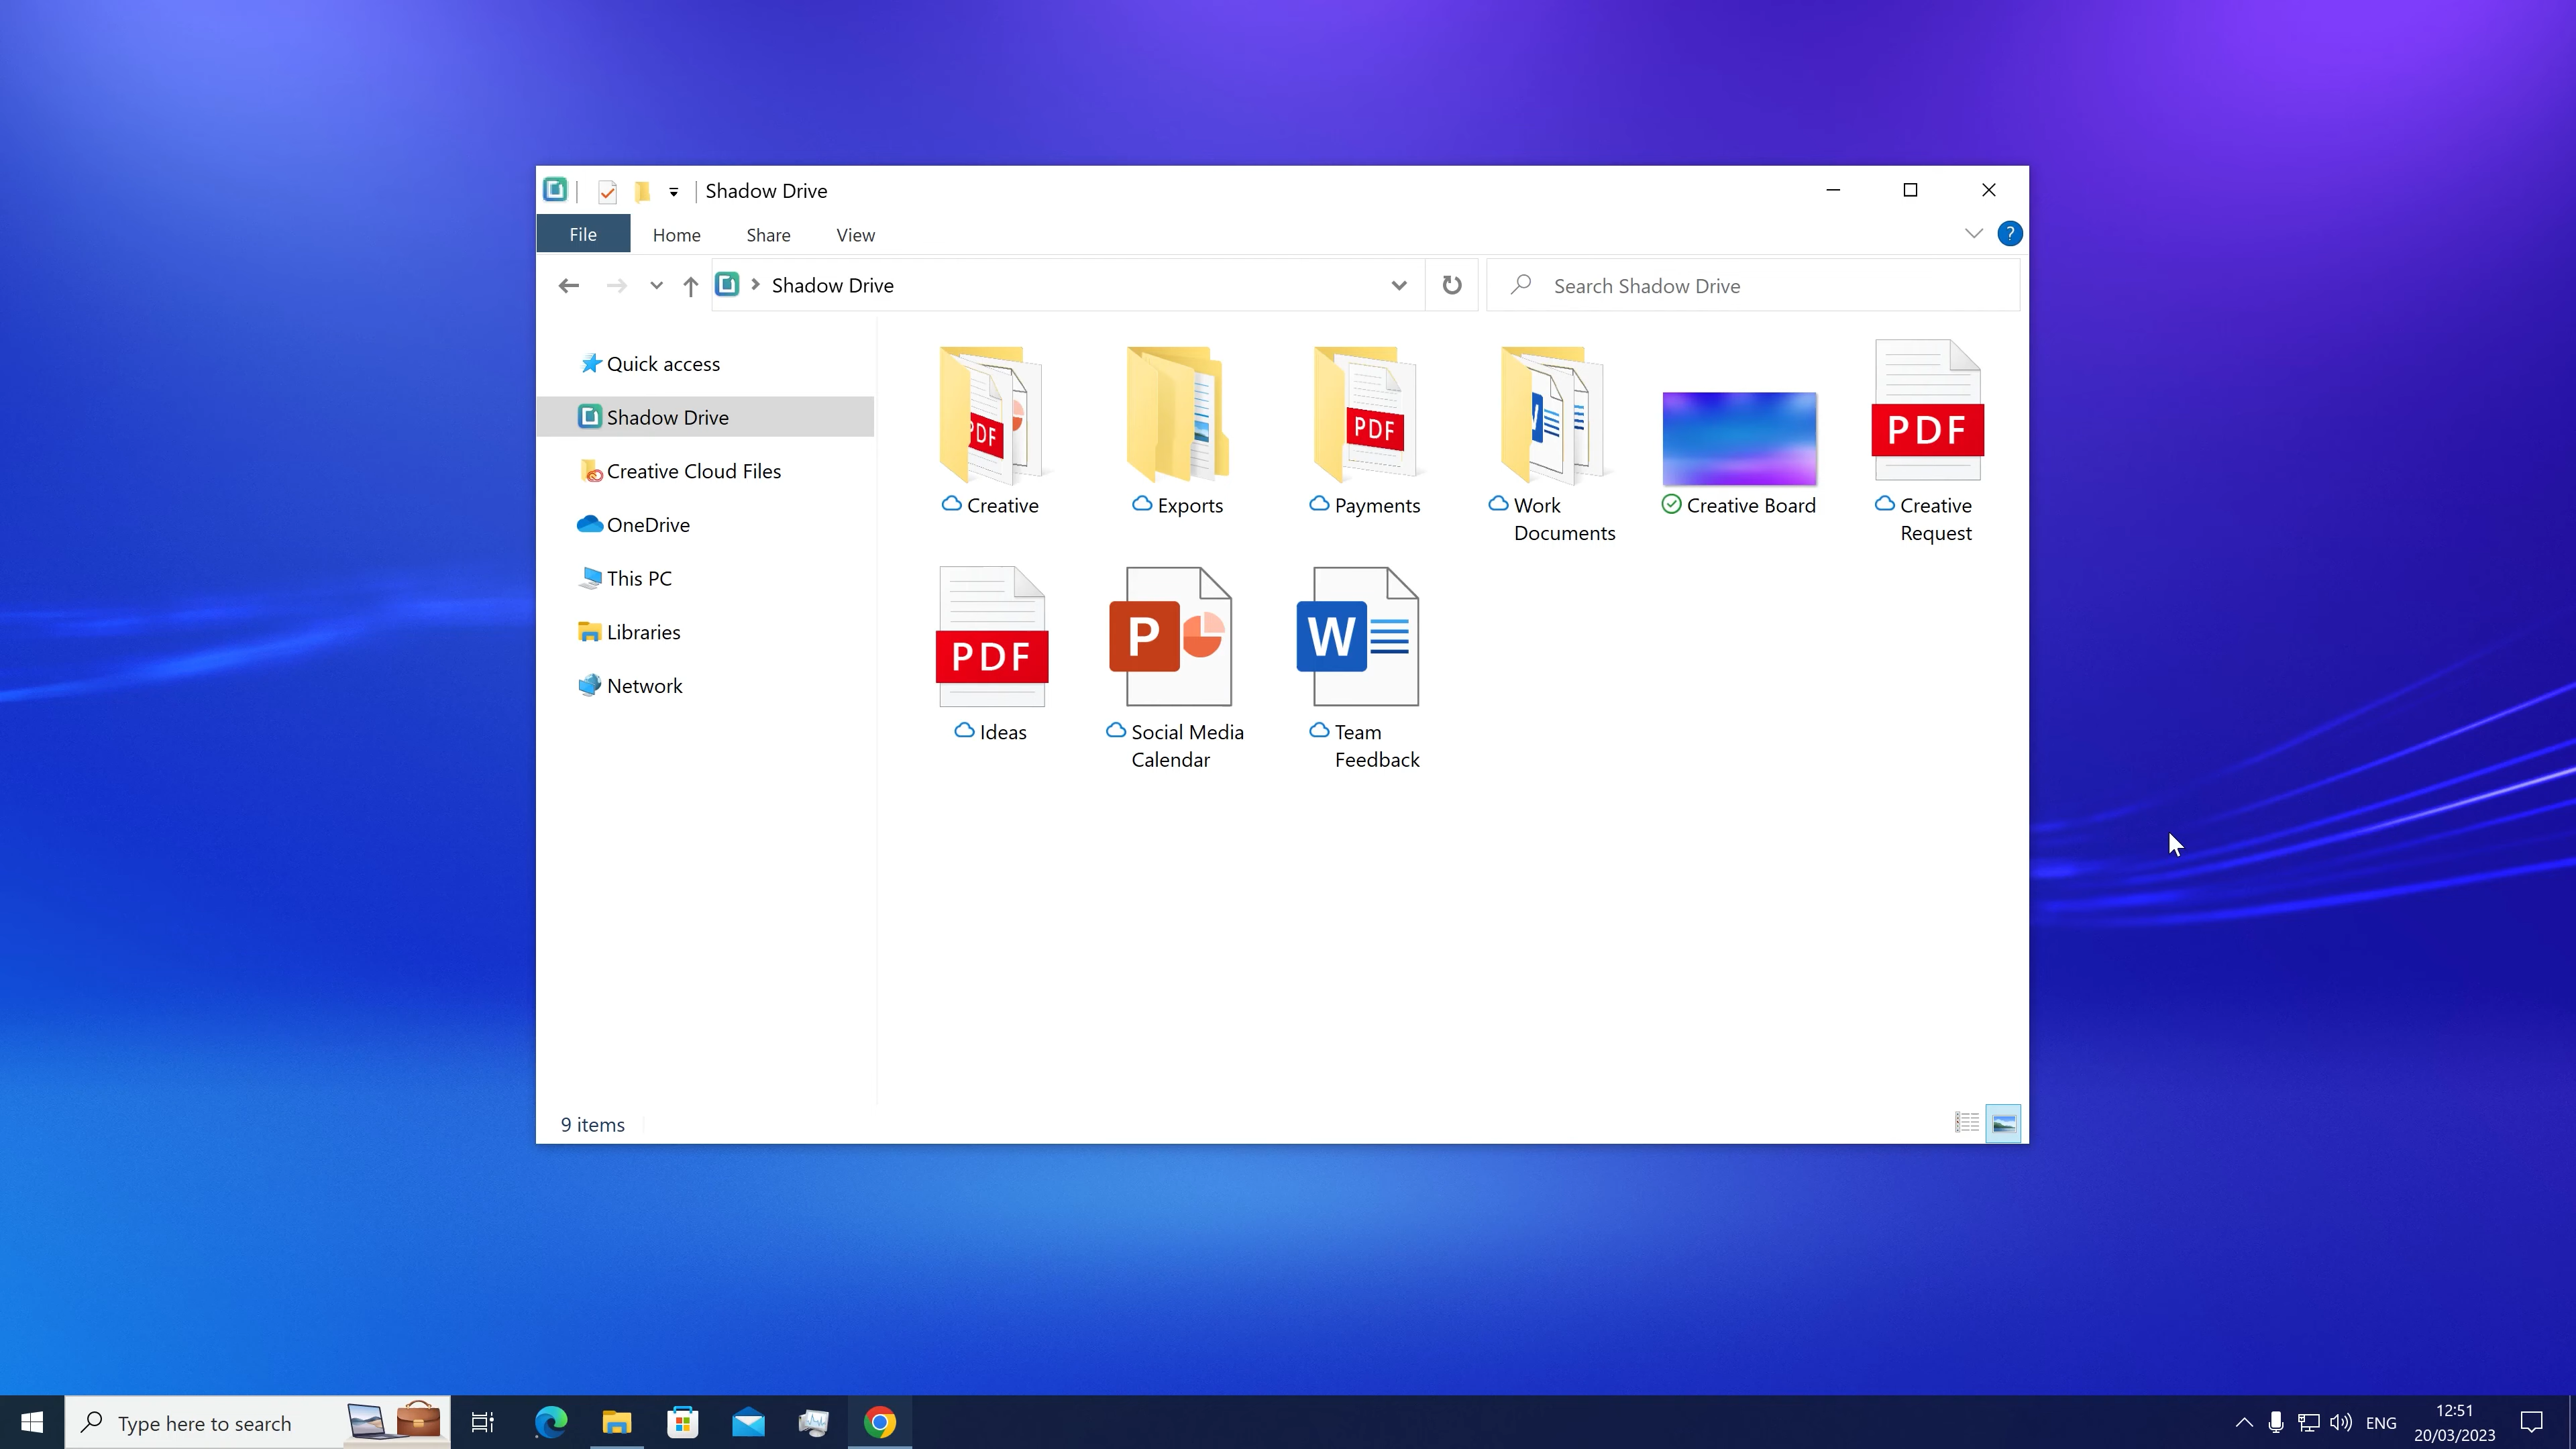 Shadow Drive
File Home Share View
?
Shadow Drive
Search Shadow Drive
Quick access
Shadow Drive
Creative Cloud Files
OneDrive
This PC
Libraries
Network
PDF
PDF
W
PDF
Creative
Exports
Payments
Work
Documents
Creative Board
Creative
Request
PDF
P
W
Ideas
Social Media
Calendar
Team
Feedback
9 items
Type here to search
ENG
12:51
20/03/2023